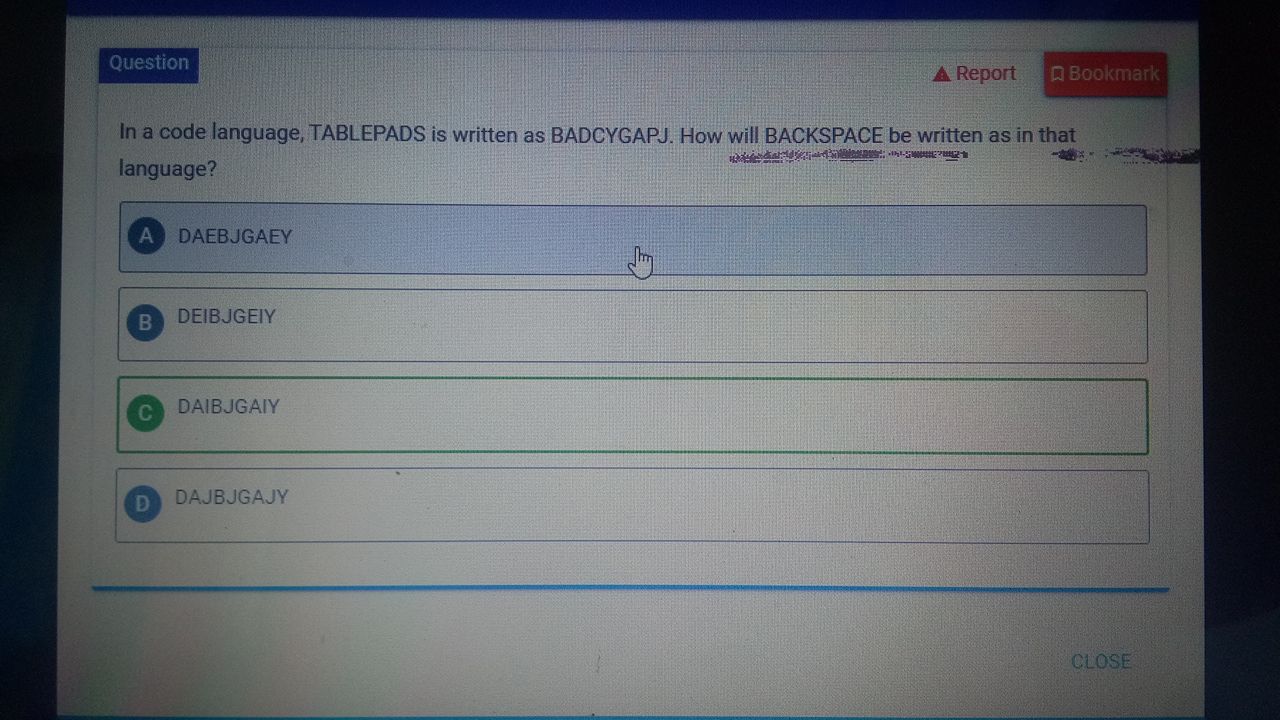 Question
Report
Bookmark
In a code language, TABLEPADS is written as BADCYGAPJ. How will BACKSPACE be written as in that
language?
A DAEBJGAEY
B DEIBJGEIY
C DAIBJGAIY
D DAJBJGAJY
CLOSE